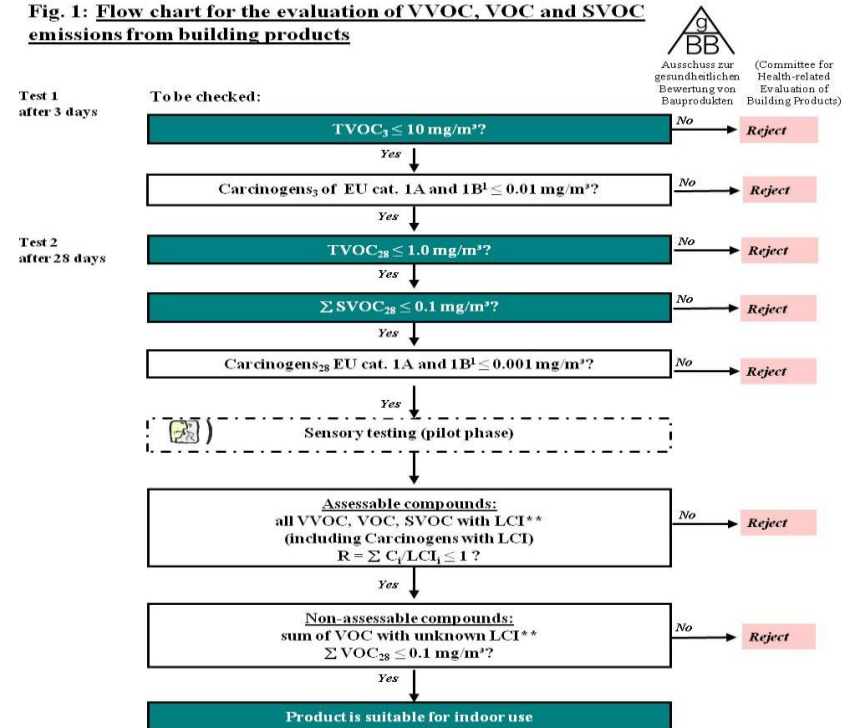 Fig. 1: Flow chart for the evaluation of VVOC, VOC and SVOC
emissions from building products
g
BB
Ausschuss zur
gesundheitlichen
Bewertung von
Bauprodukten
(Committee for
Health-related
Evaluation of
Building Products)
Test 1
after 3 days
To be checked:
TVOC₃ ≤ 10 mg/m³?
No
Reject
Yes
Carcinogens₃ of EU cat. 1A and 1B¹ ≤ 0.01 mg/m³?
No
Reject
Yes
Test 2
after 28 days
TVOC₂₈ ≤ 1.0 mg/m³?
No
Reject
Yes
Σ SVOC₂₈ ≤ 0.1 mg/m³?
No
Reject
Yes
Carcinogens₂₈ EU cat. 1A and 1B¹ ≤ 0.001 mg/m³?
No
Reject
Yes
)
Sensory testing (pilot phase)
Assessable compounds:
all VVOC, VOC, SVOC with LCI**
(including Carcinogens with LCI)
R = Σ Cᵢ/LCIᵢ ≤ 1 ?
No
Reject
Yes
Non-assessable compounds:
sum of VOC with unknown LCI**
Σ VOC₂₈ ≤ 0.1 mg/m³?
No
Reject
Yes
Product is suitable for indoor use